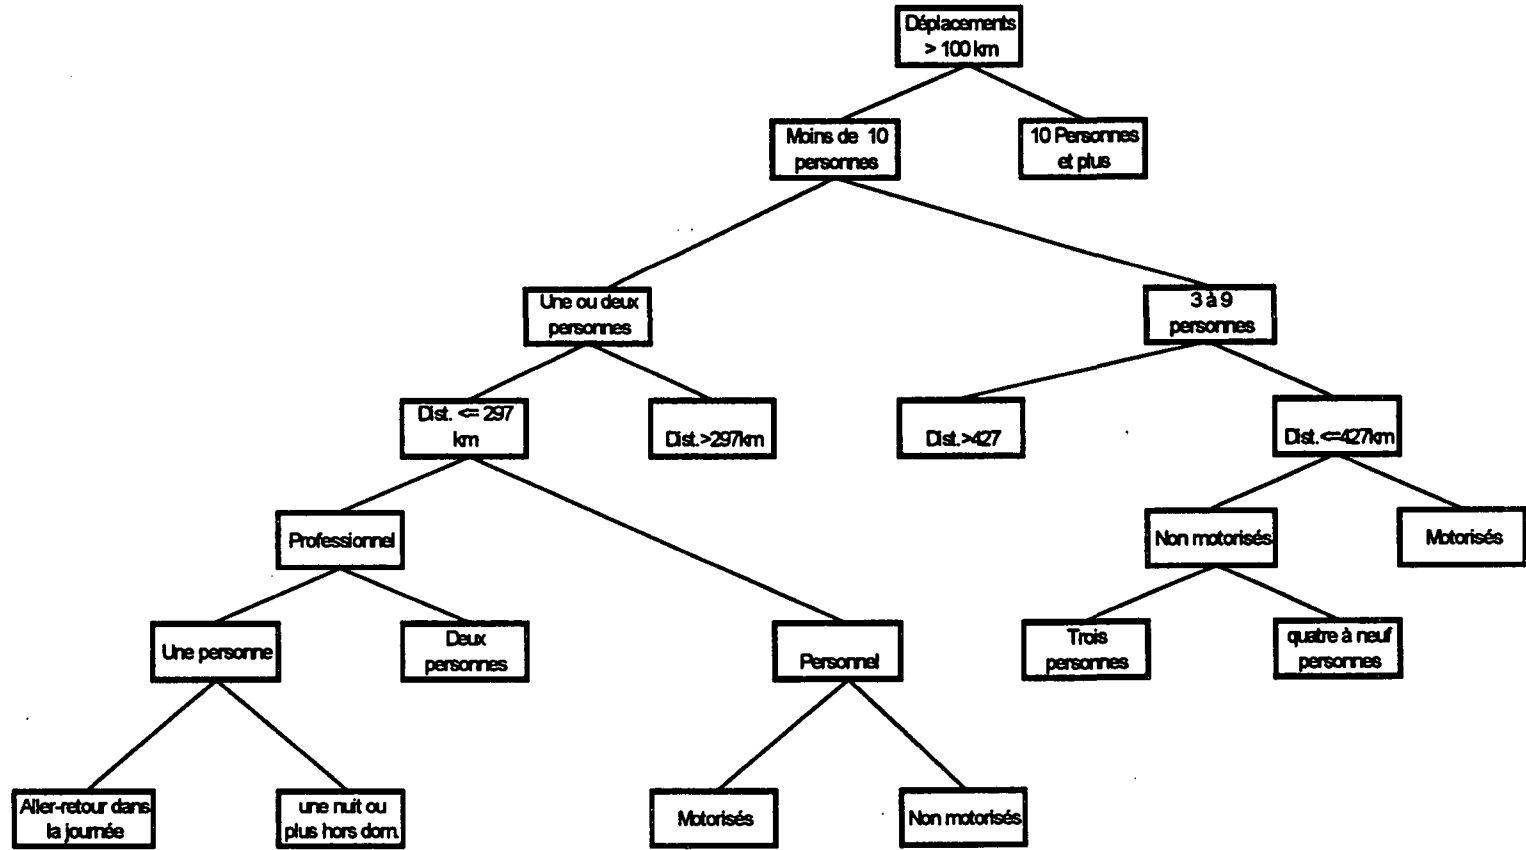 Déplacements
> 100 km
Moins de 10
personnes
10 Personnes
et plus
Une ou deux
personnes
3 à 9
personnes
Dist. <= 297
km
Dist.>297km
Dist.>427
Dist.<=427km
Professionnel
Non motorisés
Motorisés
Une personne
Deux
personnes
Personnel
Trois
personnes
quatre à neuf
personnes
Aller-retour dans
la journée
une nuit ou
plus hors dom.
Motorisés
Non motorisés